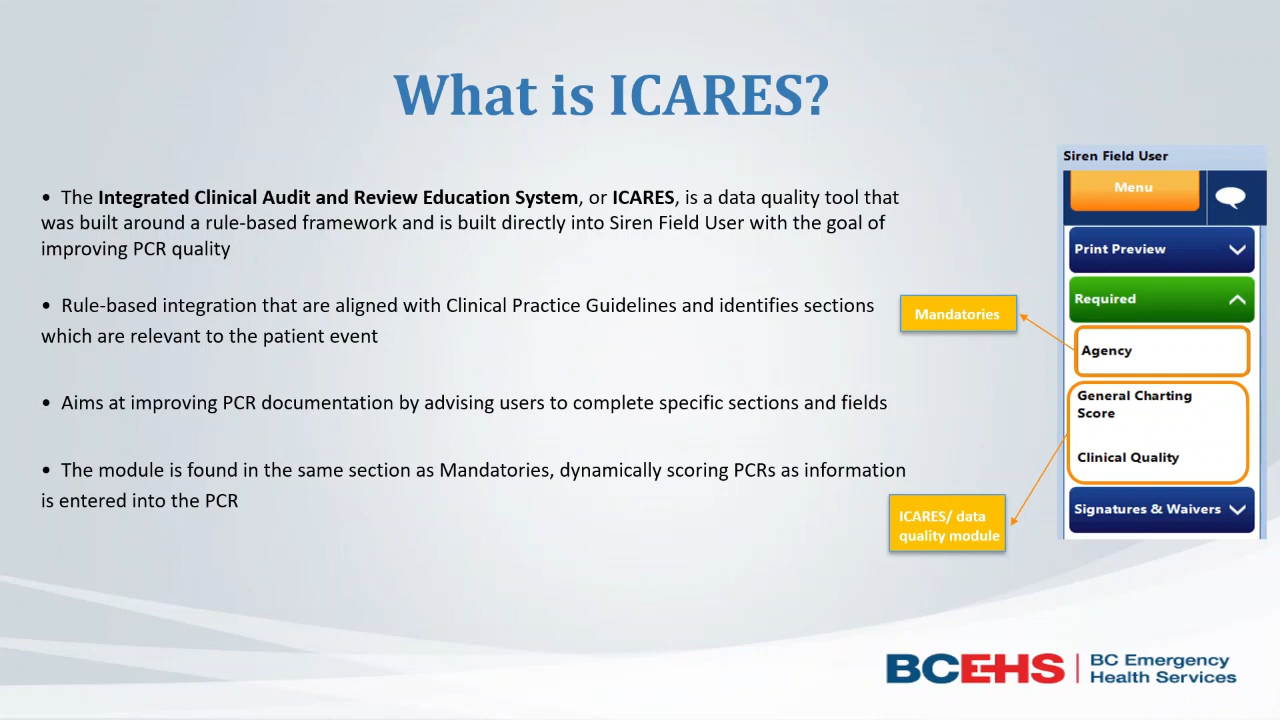 What is ICARES?
• The Integrated Clinical Audit and Review Education System, or ICARES, is a data quality tool that
was built around a rule-based framework and is built directly into Siren Field User with the goal of
improving PCR quality
• Rule-based integration that are aligned with Clinical Practice Guidelines and identifies sections
which are relevant to the patient event
• Aims at improving PCR documentation by advising users to complete specific sections and fields
• The module is found in the same section as Mandatories, dynamically scoring PCRs as information
is entered into the PCR
Mandatories
ICARES/ data
quality module
Siren Field User
Menu
Print Preview
Required
Agency
General Charting
Score
Clinical Quality
Signatures & Waivers
BCEHS
BC Emergency
Health Services